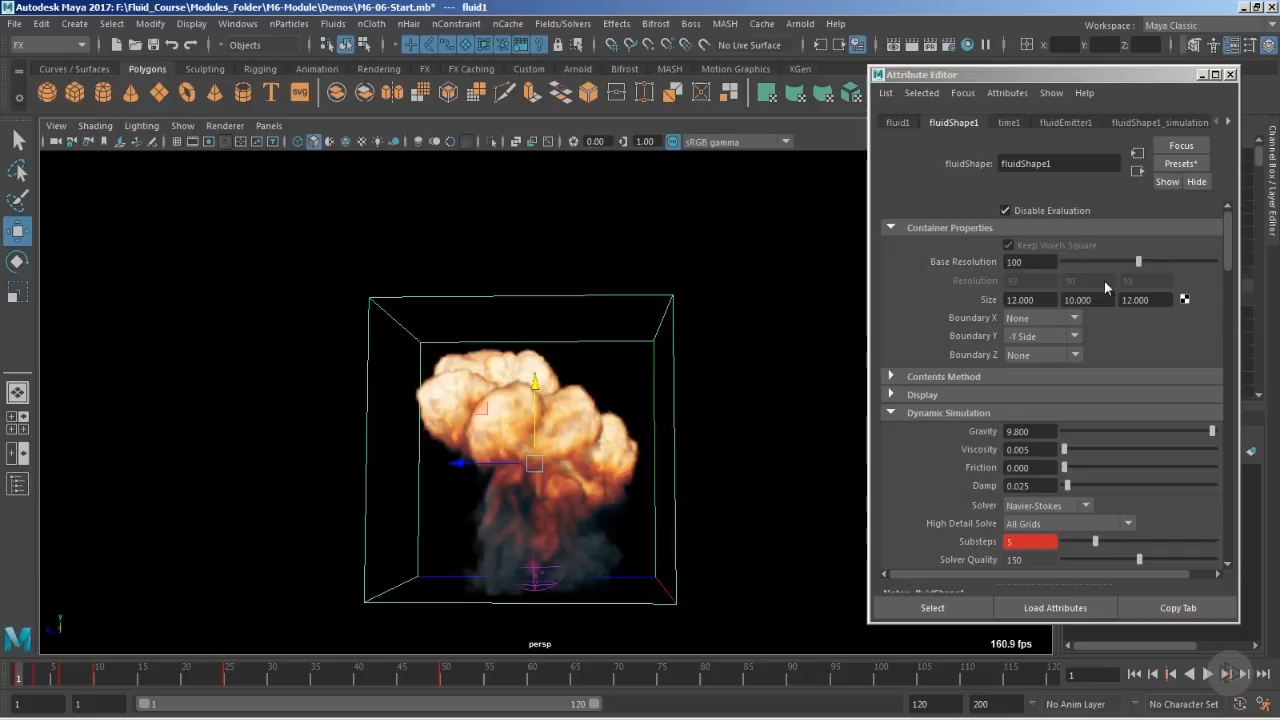 Autodesk Maya 2017: F:\Fluid_Course\Modules_Folder\M6-Module\Demos\M6-06-Start.mb* --- fluid1
File Edit Create Select Modify Display Windows nParticles Fluids nCloth nHair nConstraint nCache Fields/Solvers Effects Bifrost Boss MASH Cache Arnold Help
Workspace : Maya Classic
FX Objects No Live Surface X: Y: Z:
Curves / Surfaces Polygons Sculpting Rigging Animation Rendering FX FX Caching Custom Arnold Bifrost MASH Motion Graphics XGen
View Shading Lighting Show Renderer Panels
0.00 1.00 sRGB gamma
Attribute Editor
List Selected Focus Attributes Show Help
fluid1 fluidShape1 time1 fluidEmitter1 fluidShape1_simulation
Focus
fluidShape: fluidShape1 Presets*
Show Hide
Disable Evaluation
Container Properties
Keep Voxels Square
Base Resolution 100
Resolution 92 90 93
Size 12.000 10.000 12.000
Boundary X None
Boundary Y -Y Side
Boundary Z None
Contents Method
Display
Dynamic Simulation
Gravity 9.800
Viscosity 0.005
Friction 0.000
Damp 0.025
Solver Navier-Stokes
High Detail Solve All Grids
Substeps 5
Solver Quality 150
Select Load Attributes Copy Tab
Channel Box / Layer Editor
persp
160.9 fps
1 5 10 15 20 25 30 35 40 45 50 55 60 65 70 75 80 85 90 95 100 105 110 115 120
1
1 1 1 120 120 200 No Anim Layer No Character Set